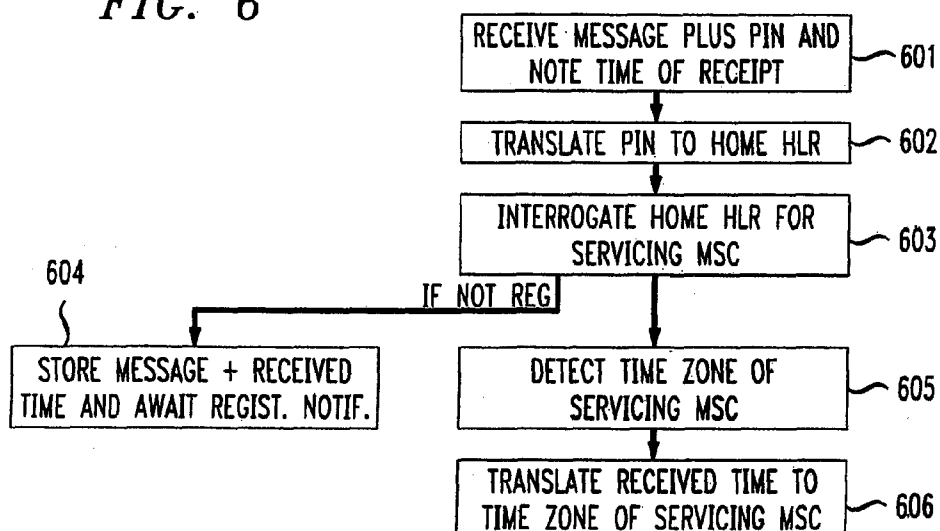 FIG. 6
RECEIVE MESSAGE PLUS PIN AND
NOTE TIME OF RECEIPT
601
TRANSLATE PIN TO HOME HLR
602
INTERROGATE HOME HLR FOR
SERVICING MSC
603
604
IF NOT REG
STORE MESSAGE + RECEIVED
TIME AND AWAIT REGIST. NOTIF.
DETECT TIME ZONE OF
SERVICING MSC
605
TRANSLATE RECEIVED TIME TO
TIME ZONE OF SERVICING MSC
606